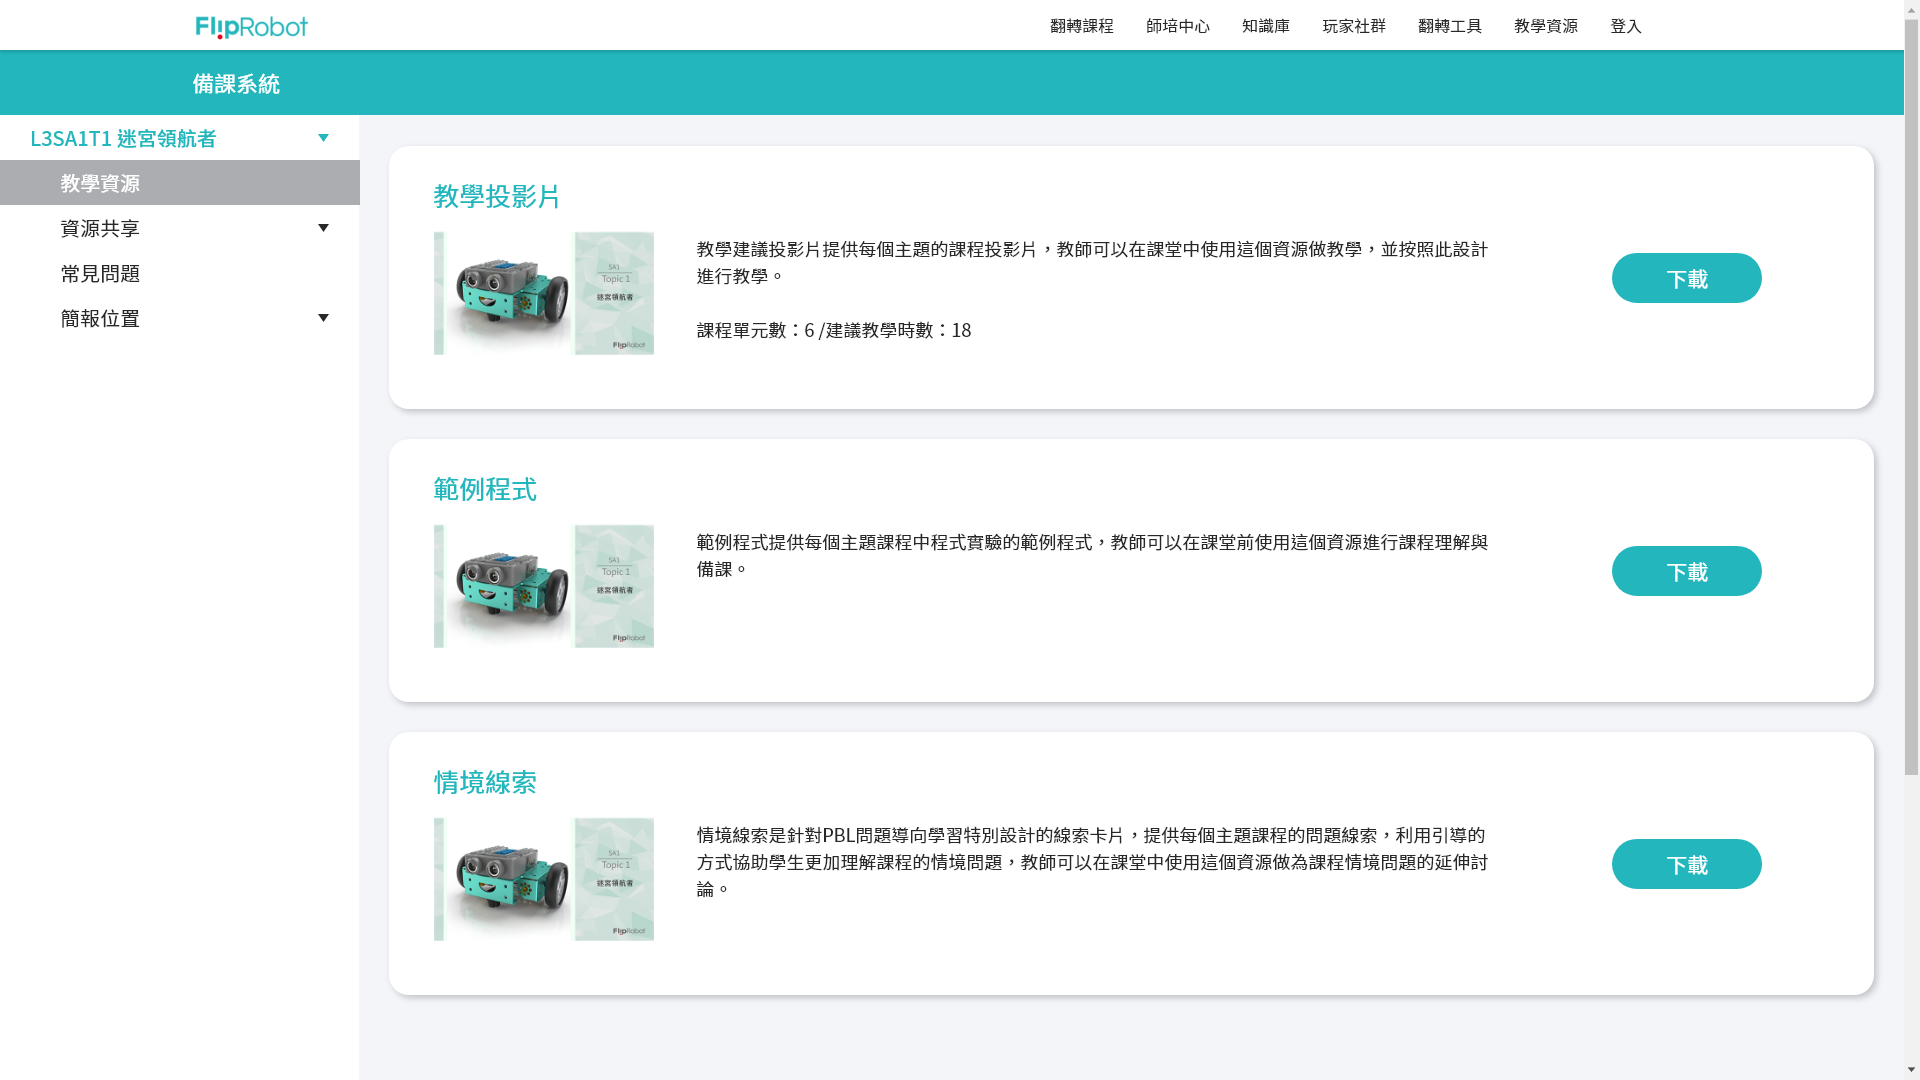 FlipRobot
翻轉課程
師培中心
知識庫
玩家社群
翻轉工具
教學資源
登入
備課系統
L3SA1T1 迷宮領航者
教學資源
資源共享
常見問題
簡報位置
教學投影片
SA1
Topic 1
迷宮領航者
FlipRobot
教學建議投影片提供每個主題的課程投影片，教師可以在課堂中使用這個資源做教學，並按照此設計
進行教學。
課程單元數：6 /建議教學時數：18
下載
範例程式
SA1
Topic 1
迷宮領航者
FlipRobot
範例程式提供每個主題課程中程式實驗的範例程式，教師可以在課堂前使用這個資源進行課程理解與
備課。
下載
情境線索
SA1
Topic 1
迷宮領航者
FlipRobot
情境線索是針對PBL問題導向學習特別設計的線索卡片，提供每個主題課程的問題線索，利用引導的
方式協助學生更加理解課程的情境問題，教師可以在課堂中使用這個資源做為課程情境問題的延伸討
論。
下載